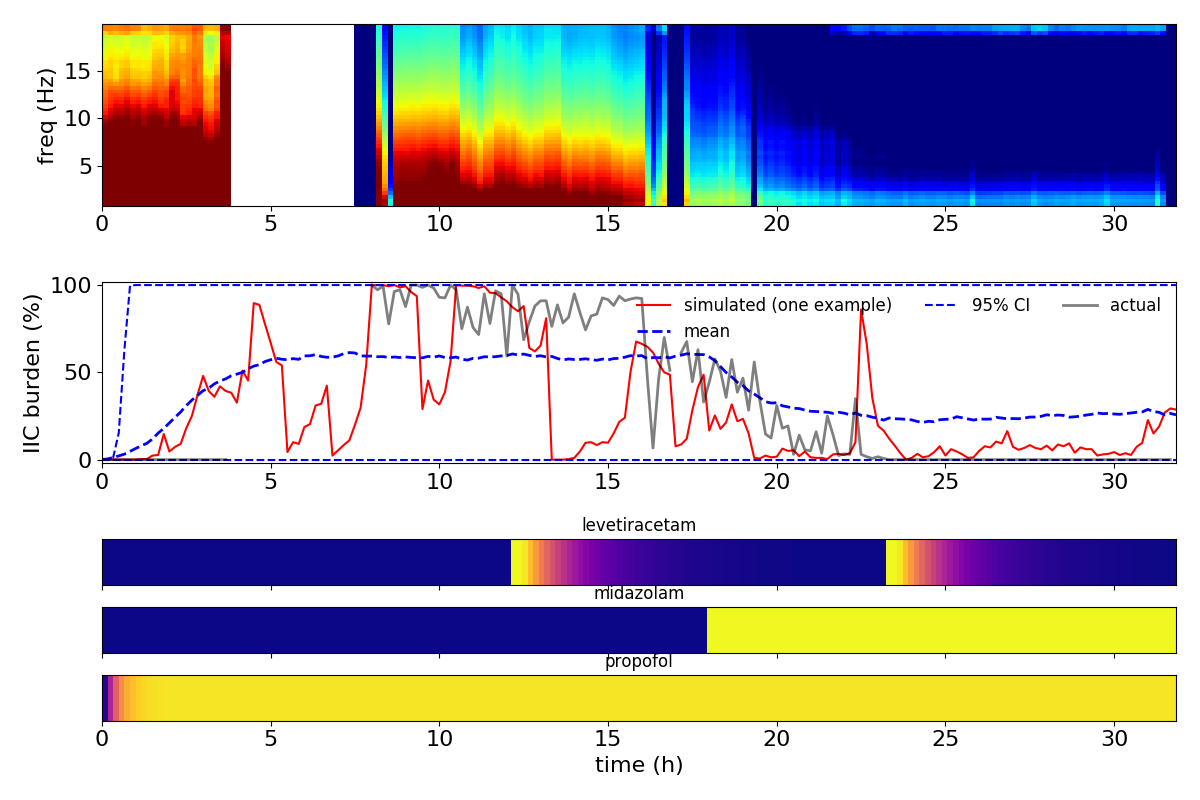 freq (Hz)
15
10
5
0 5 10 15 20 25 30
IIC burden (%)
100
50
0
simulated (one example)
mean
95% CI
actual
0 5 10 15 20 25 30
levetiracetam
midazolam
propofol
0 5 10 15 20 25 30
time (h)